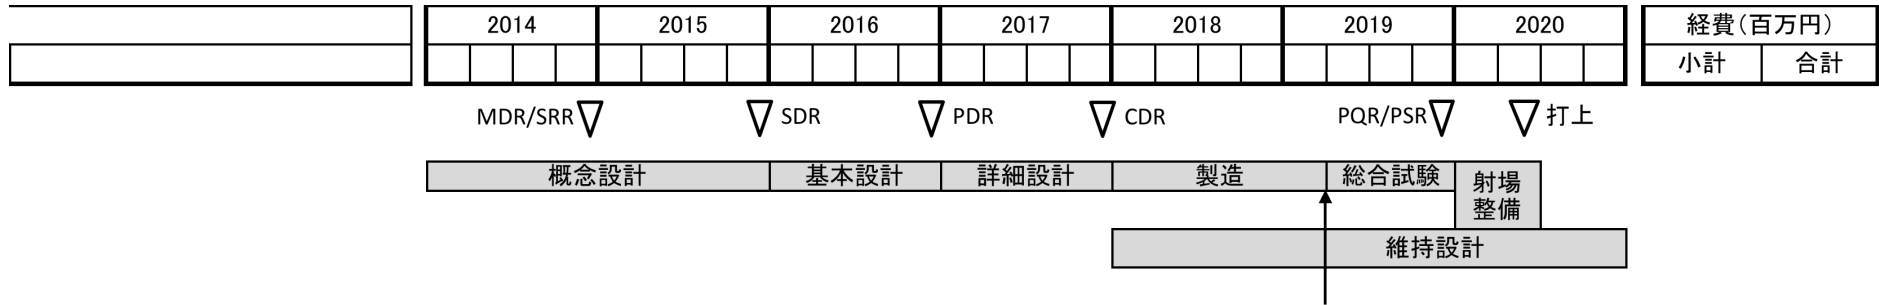 2014 2015 2016 2017 2018 2019 2020 経費(百万円)
小計 合計
MDR/SRR SDR PDR CDR PQR/PSR 打上
概念設計 基本設計 詳細設計 製造 総合試験 射場
整備
維持設計